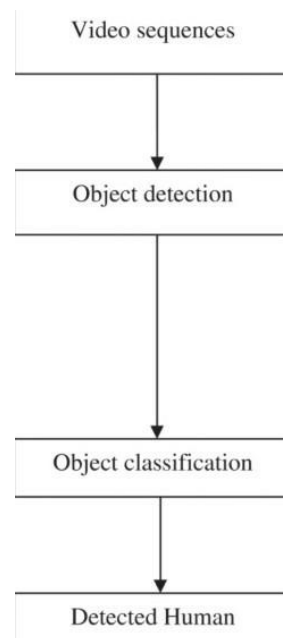 Video sequences
Object detection
Object classification
Detected Human